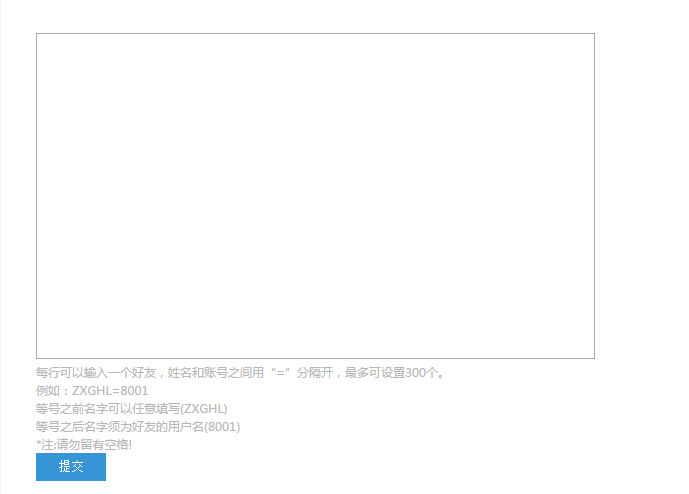 每行可以输入一个好友，姓名和账号之间用“=”分隔开，最多可设置300个。
例如：ZXGHL=8001
等号之前名字可以任意填写(ZXGHL)
等号之后名字须为好友的用户名(8001)
*注:请勿留有空格!
提交